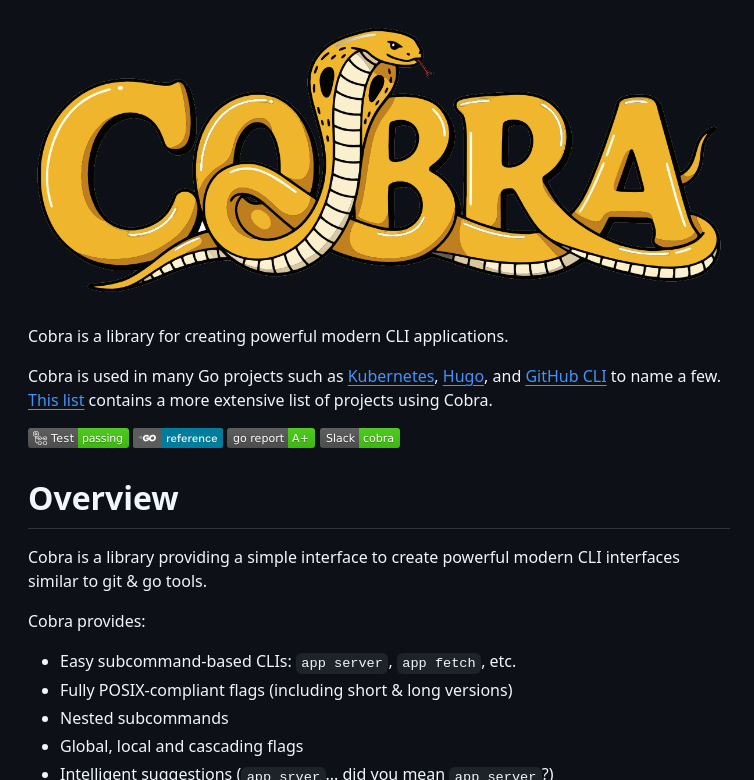 COBRA
Cobra is a library for creating powerful modern CLI applications.
Cobra is used in many Go projects such as Kubernetes, Hugo, and GitHub CLI to name a few.
This list contains a more extensive list of projects using Cobra.
Test passing GO reference go report A+ Slack cobra
Overview
Cobra is a library providing a simple interface to create powerful modern CLI interfaces
similar to git & go tools.
Cobra provides:
• Easy subcommand-based CLIs: app server, app fetch, etc.
• Fully POSIX-compliant flags (including short & long versions)
• Nested subcommands
• Global, local and cascading flags
• Intelligent suggestions (app srver... did you mean app server?)